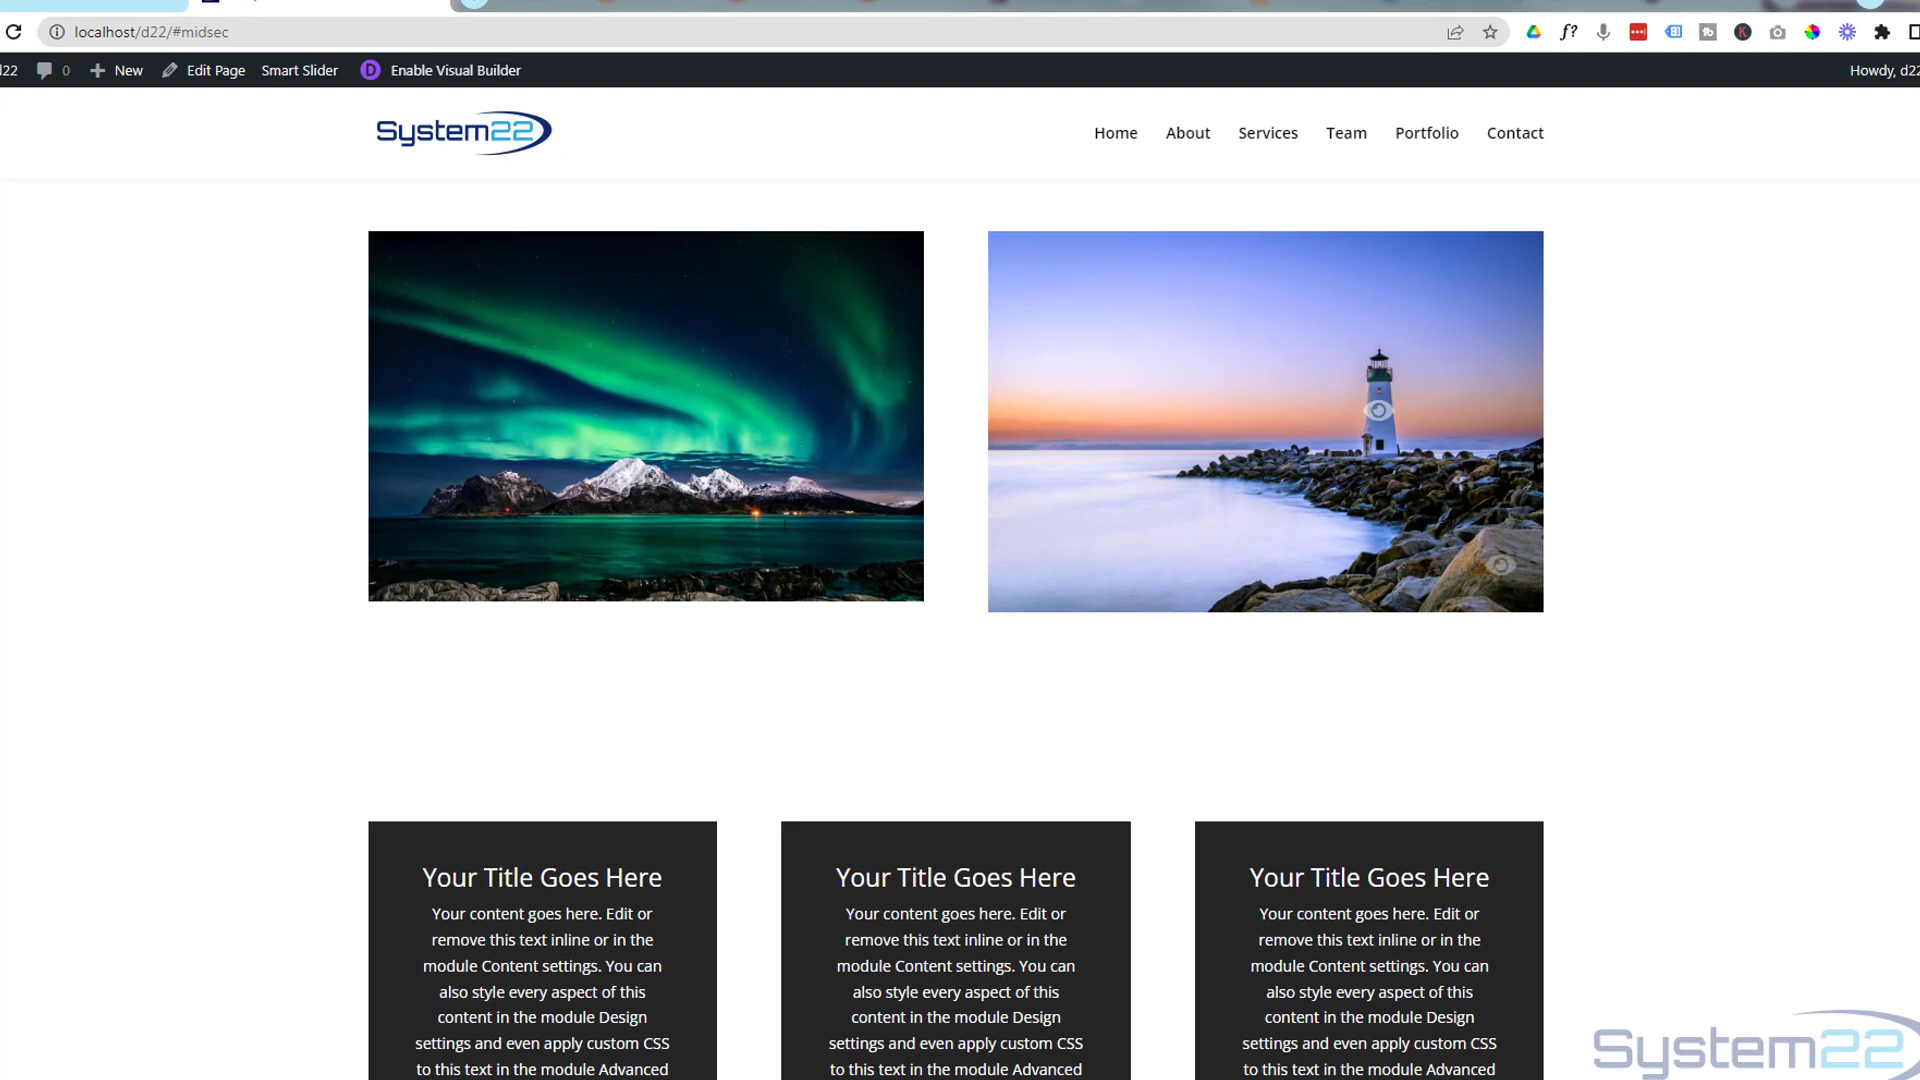 localhost/d22/#midsec
d22 0 New Edit Page Smart Slider D Enable Visual Builder Howdy, d22
System22 Home About Services Team Portfolio Contact
Your Title Goes Here
Your content goes here. Edit or
remove this text inline or in the
module Content settings. You can
also style every aspect of this
content in the module Design
settings and even apply custom CSS
to this text in the module Advanced
Your Title Goes Here
Your content goes here. Edit or
remove this text inline or in the
module Content settings. You can
also style every aspect of this
content in the module Design
settings and even apply custom CSS
to this text in the module Advanced
Your Title Goes Here
Your content goes here. Edit or
remove this text inline or in the
module Content settings. You can
also style every aspect of this
content in the module Design
settings and even apply custom CSS
to this text in the module Advanced
System22